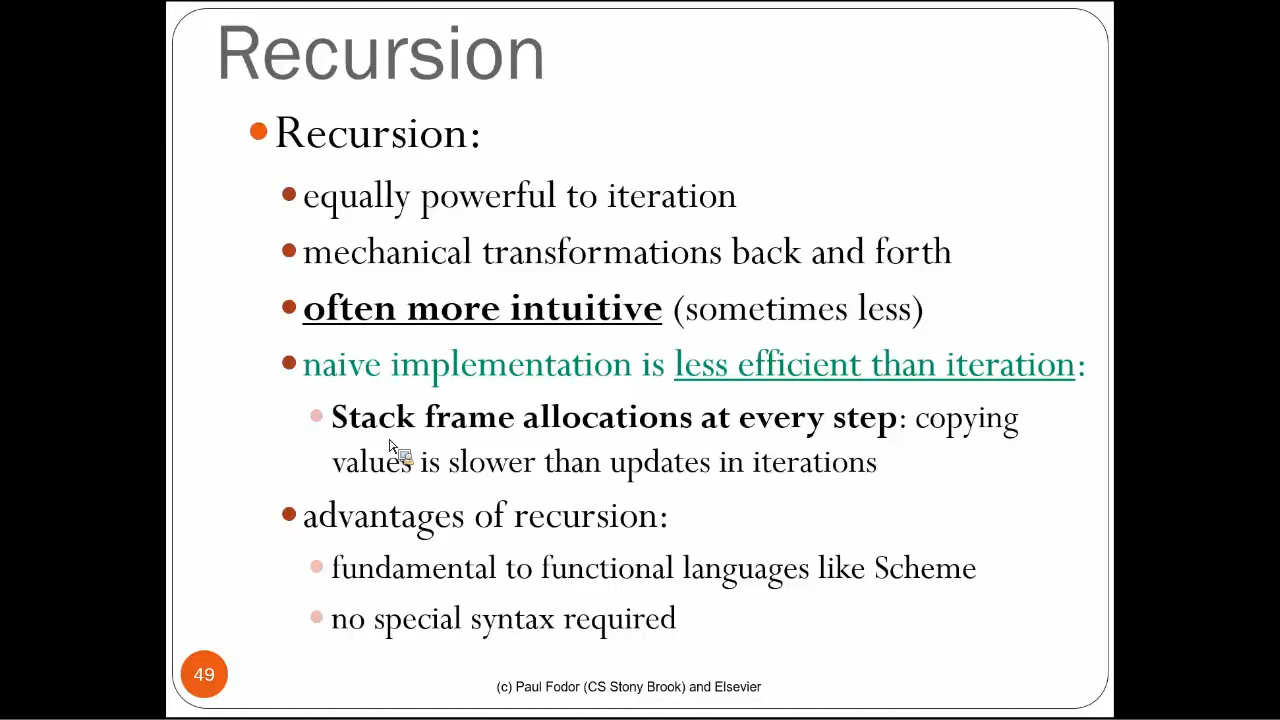 Recursion
Recursion:
equally powerful to iteration
mechanical transformations back and forth
often more intuitive (sometimes less)
naive implementation is less efficient than iteration:
Stack frame allocations at every step: copying
values is slower than updates in iterations
advantages of recursion:
fundamental to functional languages like Scheme
no special syntax required
49
(c) Paul Fodor (CS Stony Brook) and Elsevier